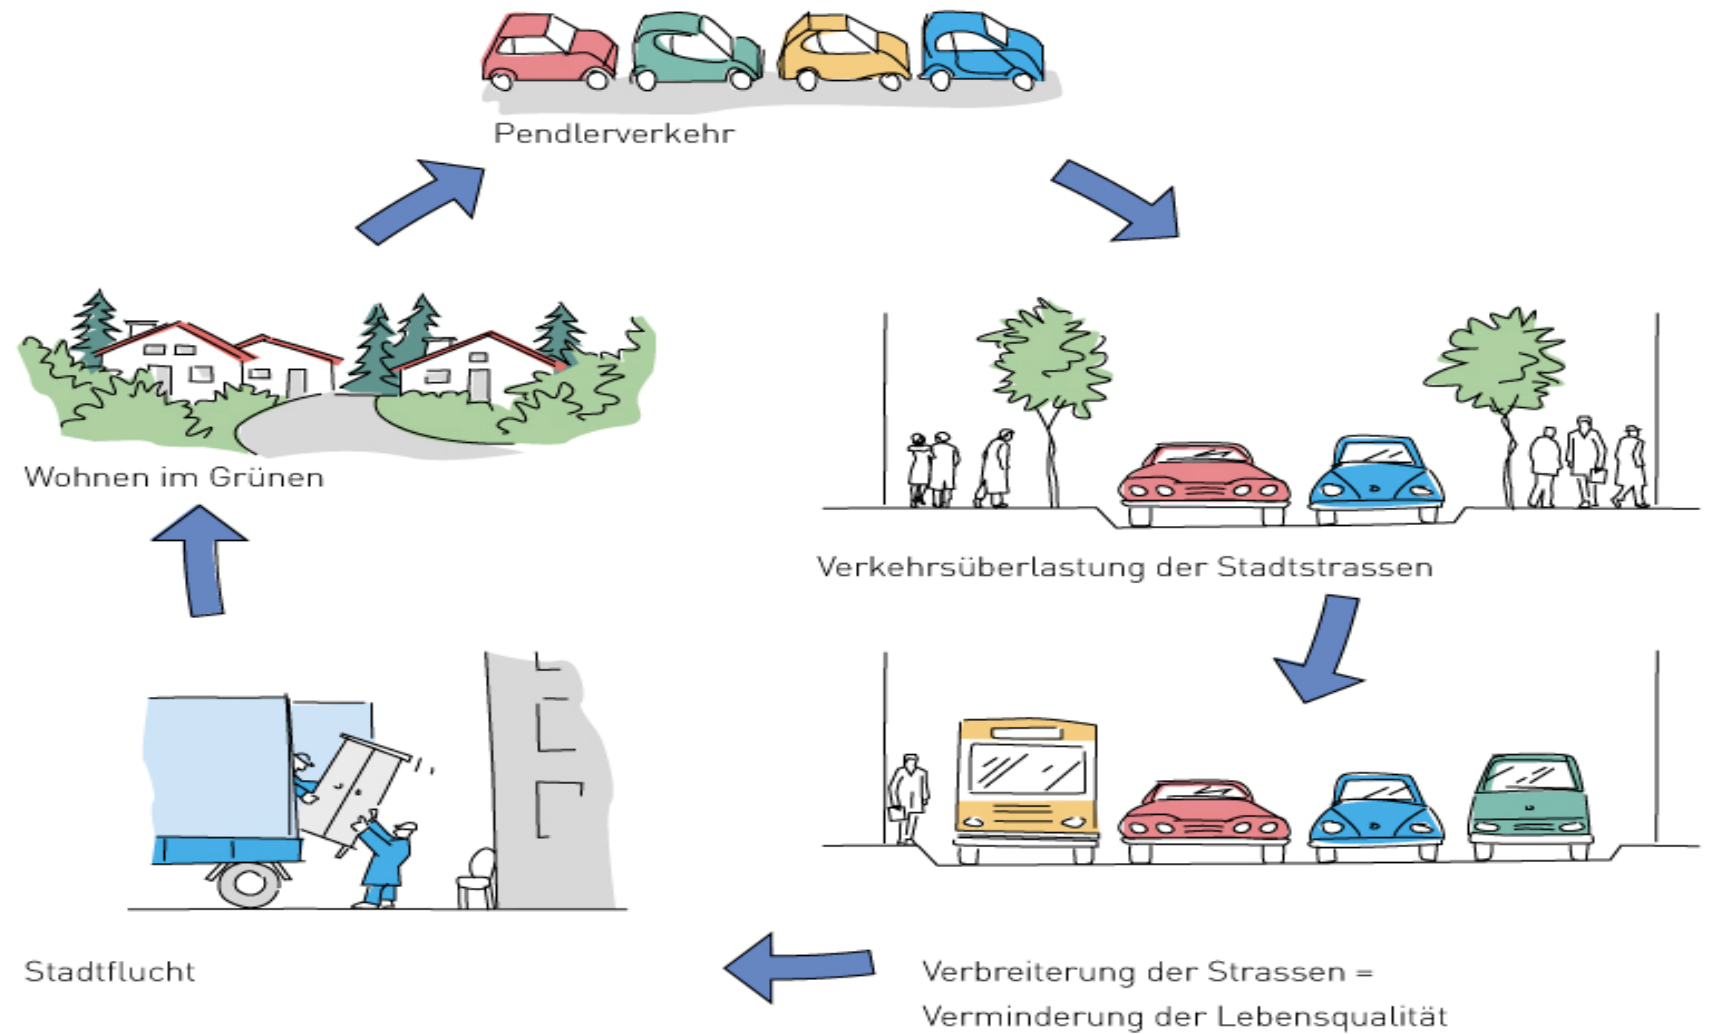 Pendlerverkehr
Wohnen im Grünen
Verkehrsüberlastung der Stadtstrassen
Stadtflucht
Verbreiterung der Strassen =
Verminderung der Lebensqualität